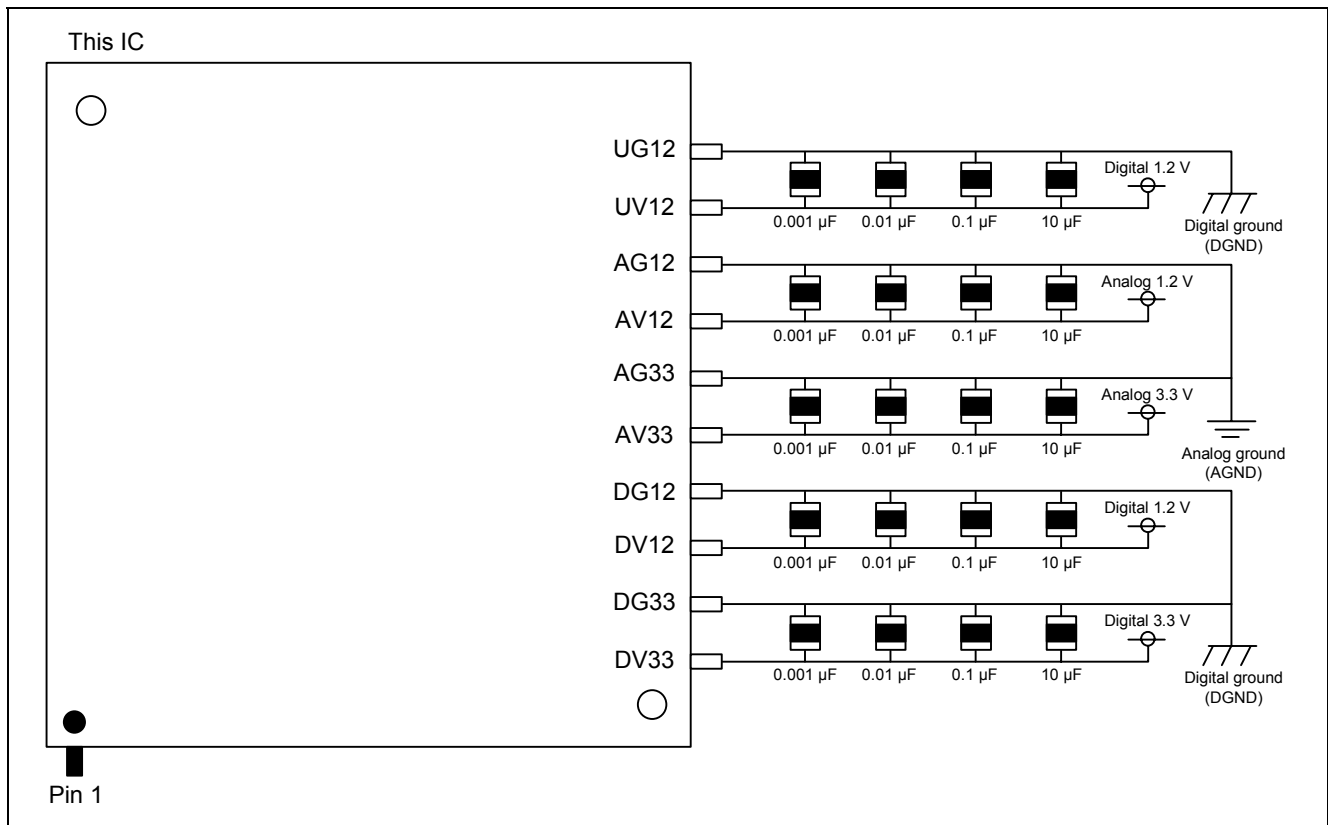 This IC
UG12
Digital 1.2 V
UV12
0.001 µF 0.01 µF 0.1 µF 10 µF
Digital ground
(DGND)
AG12
Analog 1.2 V
AV12
0.001 µF 0.01 µF 0.1 µF 10 µF
AG33
Analog 3.3 V
AV33
0.001 µF 0.01 µF 0.1 µF 10 µF
Analog ground
(AGND)
DG12
Digital 1.2 V
DV12
0.001 µF 0.01 µF 0.1 µF 10 µF
DG33
Digital 3.3 V
DV33
0.001 µF 0.01 µF 0.1 µF 10 µF
Digital ground
(DGND)
Pin 1